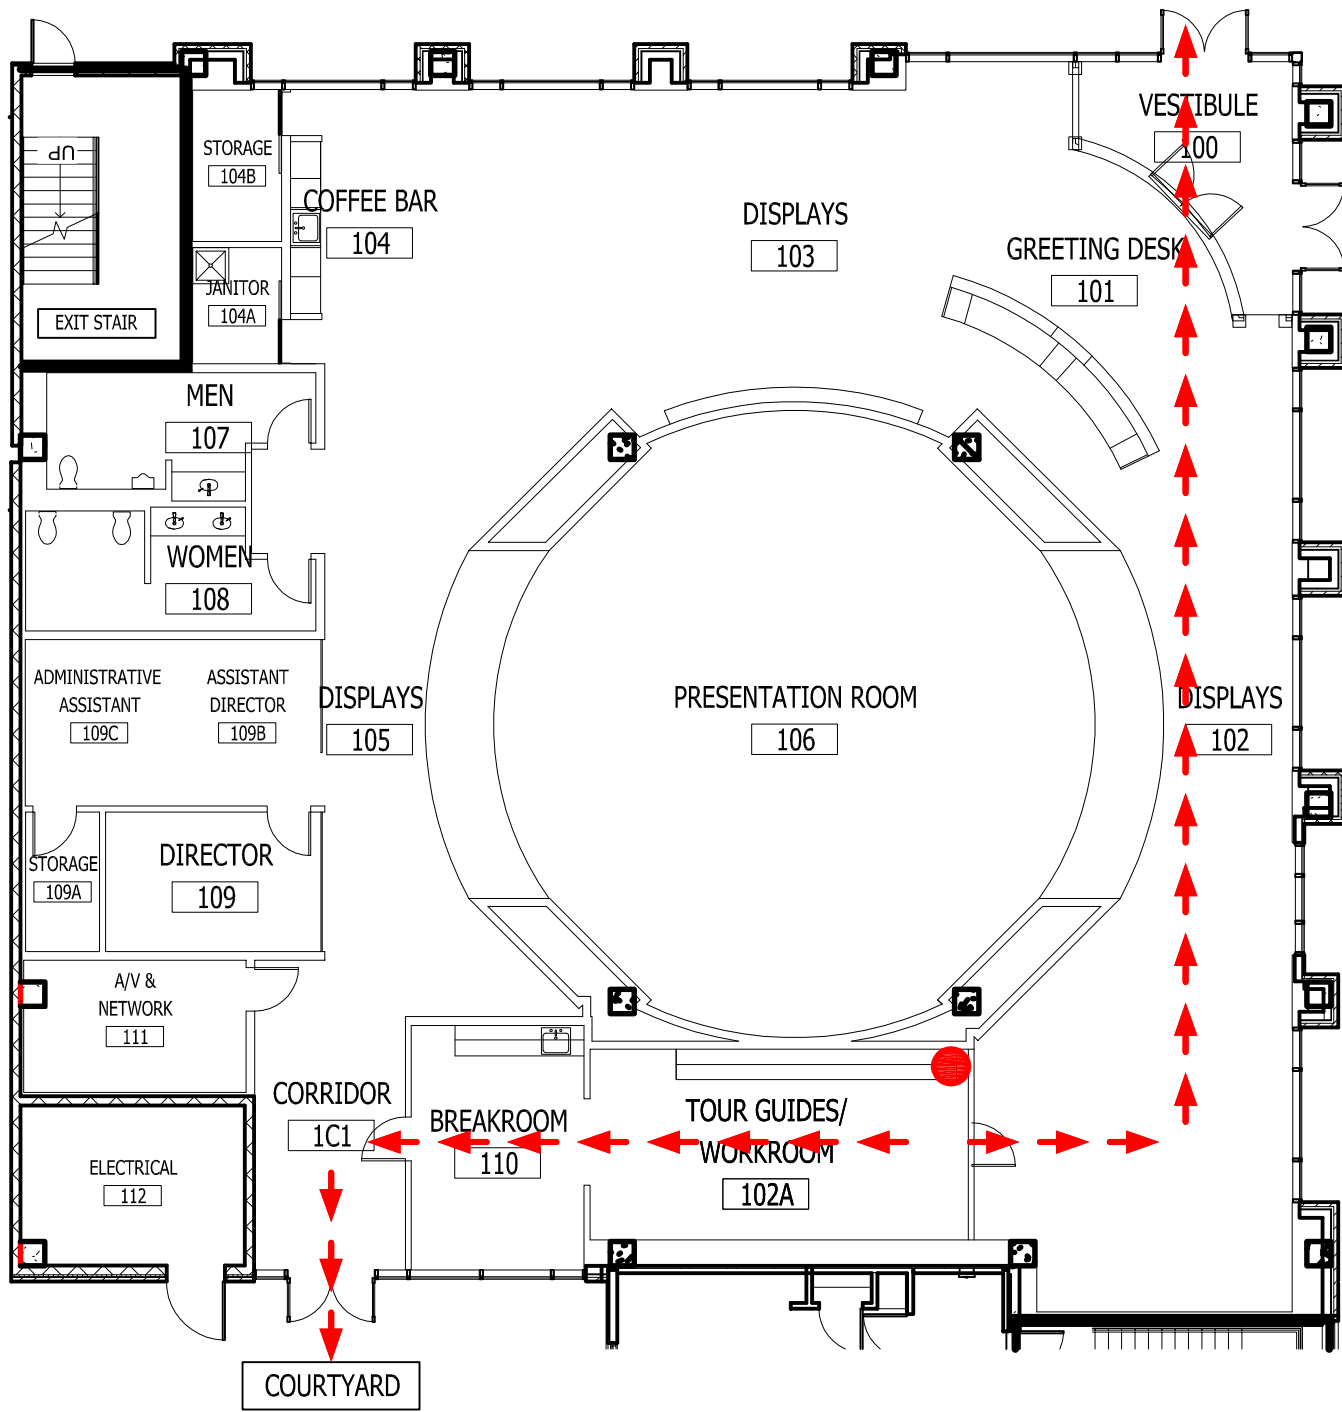 VESTIBULE
100
UP
STORAGE
104B
COFFEE BAR
104
DISPLAYS
103
GREETING DESK
101
JANITOR
104A
EXIT STAIR
MEN
107
WOMEN
108
ADMINISTRATIVE
ASSISTANT
109C
ASSISTANT
DIRECTOR
109B
DISPLAYS
105
PRESENTATION ROOM
106
DISPLAYS
102
STORAGE
109A
DIRECTOR
109
A/V &
NETWORK
111
CORRIDOR
1C1
BREAKROOM
110
TOUR GUIDES/
WORKROOM
102A
ELECTRICAL
112
COURTYARD